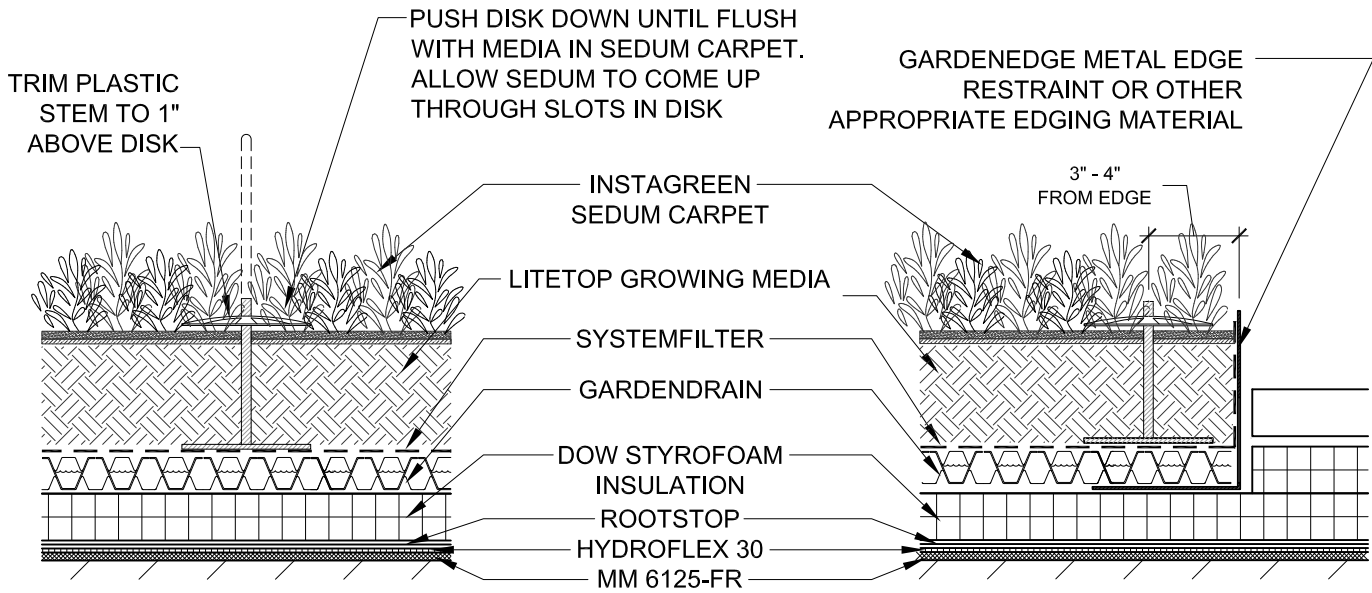 PUSH DISK DOWN UNTIL FLUSH
WITH MEDIA IN SEDUM CARPET.
ALLOW SEDUM TO COME UP
THROUGH SLOTS IN DISK
TRIM PLASTIC
STEM TO 1"
ABOVE DISK
GARDENEDGE METAL EDGE
RESTRAINT OR OTHER
APPROPRIATE EDGING MATERIAL
3" - 4"
FROM EDGE
INSTAGREEN
SEDUM CARPET
LITETOP GROWING MEDIA
SYSTEMFILTER
GARDENDRAIN
DOW STYROFOAM
INSULATION
ROOTSTOP
HYDROFLEX 30
MM 6125-FR